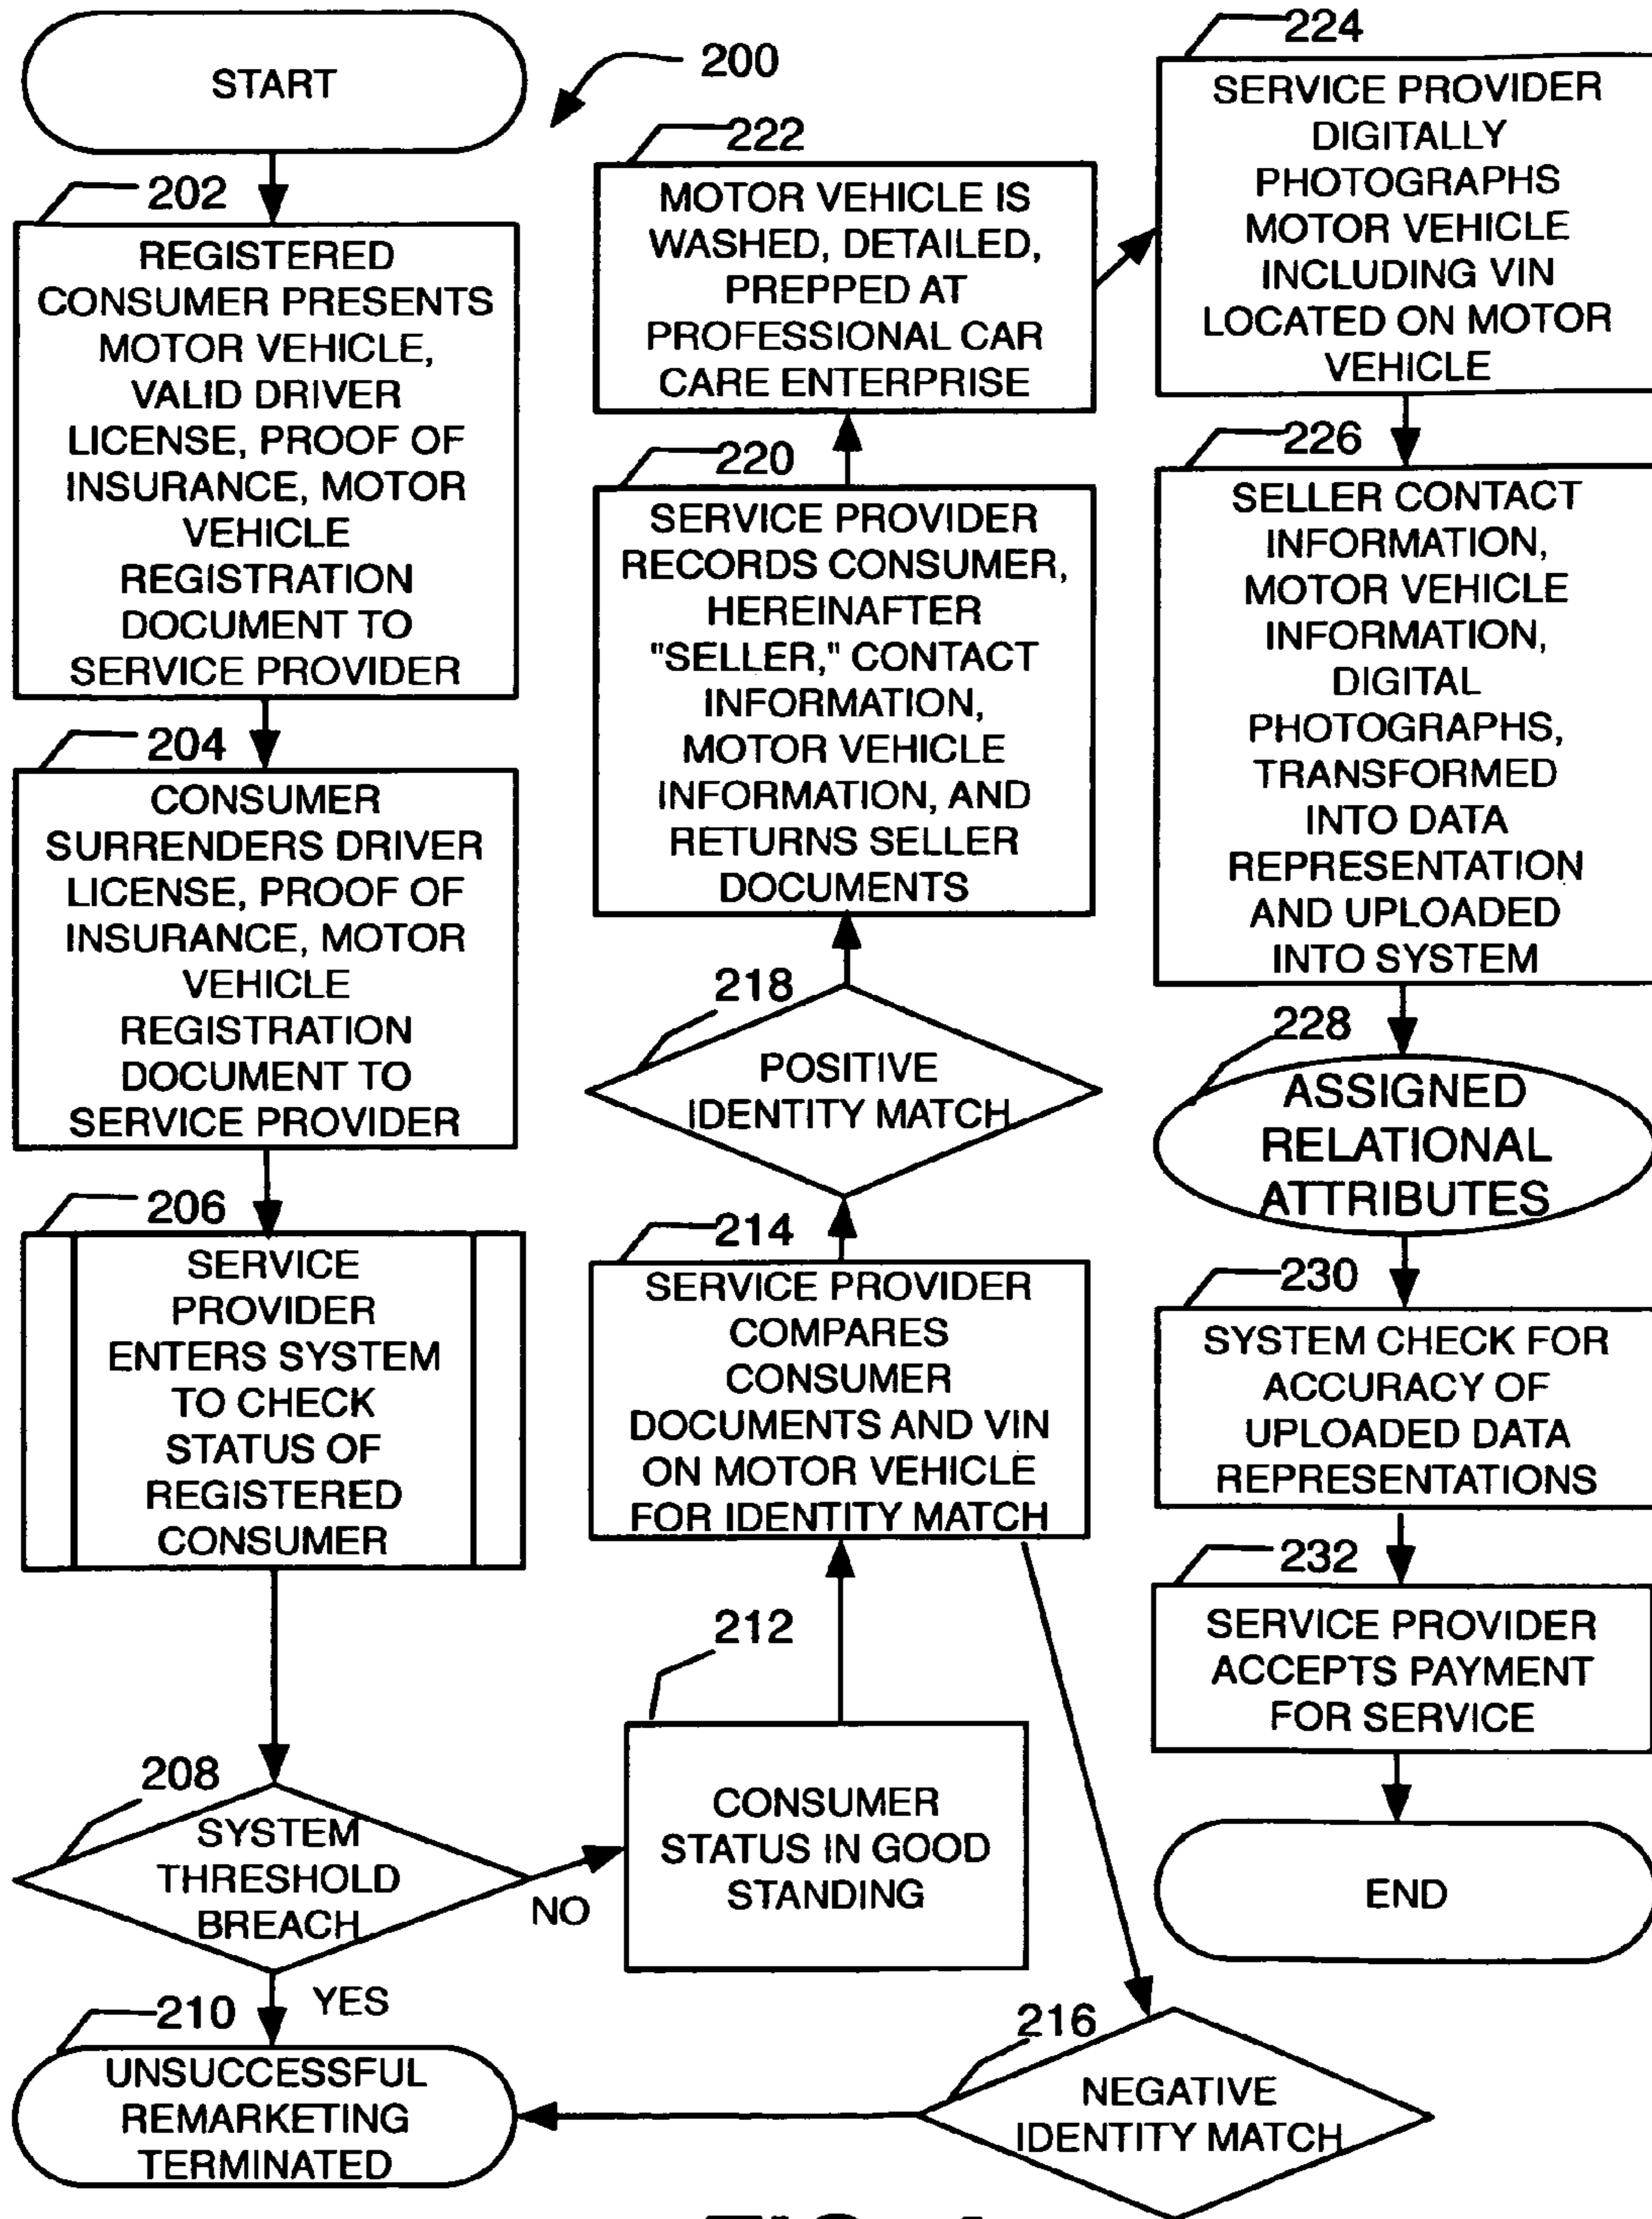 START
200
202
REGISTERED
CONSUMER PRESENTS
MOTOR VEHICLE,
VALID DRIVER
LICENSE, PROOF OF
INSURANCE, MOTOR
VEHICLE
REGISTRATION
DOCUMENT TO
SERVICE PROVIDER
204
CONSUMER
SURRENDERS DRIVER
LICENSE, PROOF OF
INSURANCE, MOTOR
VEHICLE
REGISTRATION
DOCUMENT TO
SERVICE PROVIDER
206
SERVICE
PROVIDER
ENTERS SYSTEM
TO CHECK
STATUS OF
REGISTERED
CONSUMER
208
SYSTEM
THRESHOLD
BREACH
NO
YES
210
UNSUCCESSFUL
REMARKETING
TERMINATED
212
CONSUMER
STATUS IN GOOD
STANDING
214
SERVICE PROVIDER
COMPARES
CONSUMER
DOCUMENTS AND VIN
ON MOTOR VEHICLE
FOR IDENTITY MATCH
216
NEGATIVE
IDENTITY MATCH
218
POSITIVE
IDENTITY MATCH
220
SERVICE PROVIDER
RECORDS CONSUMER,
HEREINAFTER
"SELLER," CONTACT
INFORMATION,
MOTOR VEHICLE
INFORMATION, AND
RETURNS SELLER
DOCUMENTS
222
MOTOR VEHICLE IS
WASHED, DETAILED,
PREPPED AT
PROFESSIONAL CAR
CARE ENTERPRISE
224
SERVICE PROVIDER
DIGITALLY
PHOTOGRAPHS
MOTOR VEHICLE
INCLUDING VIN
LOCATED ON MOTOR
VEHICLE
226
SELLER CONTACT
INFORMATION,
MOTOR VEHICLE
INFORMATION,
DIGITAL
PHOTOGRAPHS,
TRANSFORMED
INTO DATA
REPRESENTATION
AND UPLOADED
INTO SYSTEM
228
ASSIGNED
RELATIONAL
ATTRIBUTES
230
SYSTEM CHECK FOR
ACCURACY OF
UPLOADED DATA
REPRESENTATIONS
232
SERVICE PROVIDER
ACCEPTS PAYMENT
FOR SERVICE
END